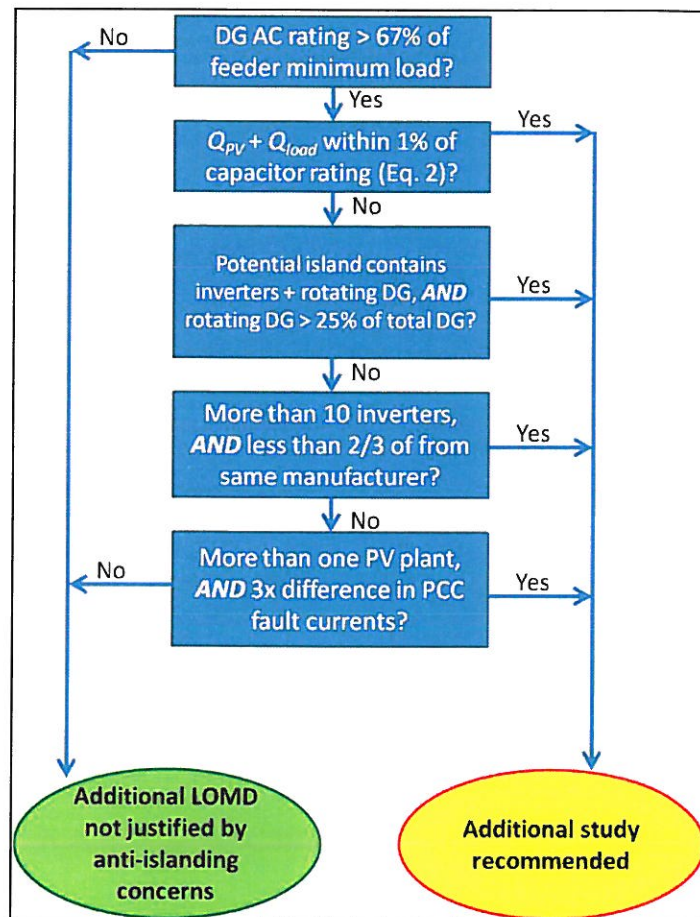 DG AC rating > 67% of
feeder minimum load?
No
Yes
Q_PV + Q_load within 1% of
capacitor rating (Eq. 2)?
Yes
No
Potential island contains
inverters + rotating DG, AND
rotating DG > 25% of total DG?
Yes
No
More than 10 inverters,
AND less than 2/3 of from
same manufacturer?
Yes
No
More than one PV plant,
AND 3x difference in PCC
fault currents?
No
Yes
Additional LOMD
not justified by
anti-islanding
concerns
Additional study
recommended